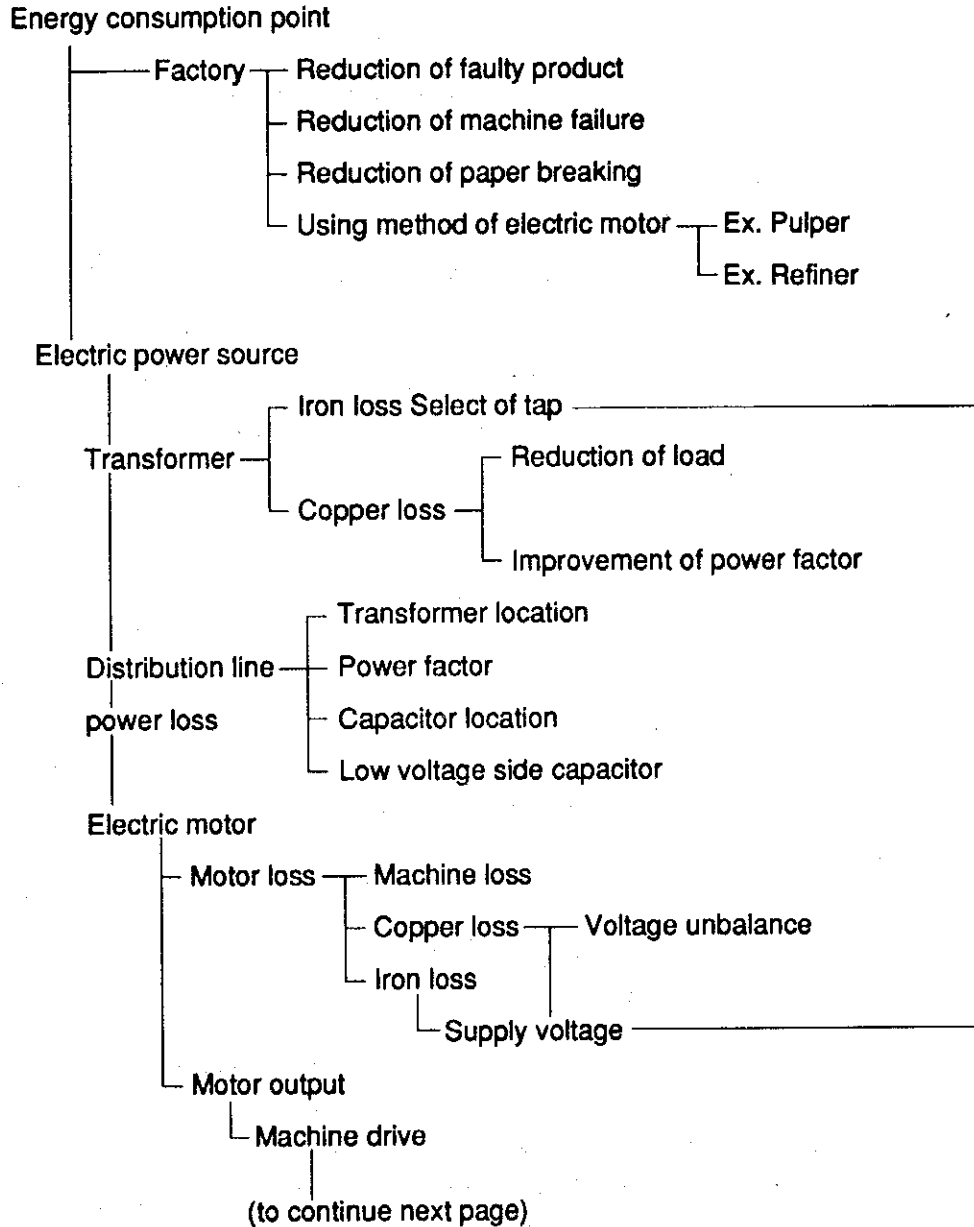 Energy consumption point
Factory
Reduction of faulty product
Reduction of machine failure
Reduction of paper breaking
Using method of electric motor
Ex. Pulper
Ex. Refiner
Electric power source
Transformer
Iron loss Select of tap
Copper loss
Reduction of load
Improvement of power factor
Distribution line
power loss
Transformer location
Power factor
Capacitor location
Low voltage side capacitor
Electric motor
Motor loss
Machine loss
Copper loss
Voltage unbalance
Iron loss
Supply voltage
Motor output
Machine drive
(to continue next page)